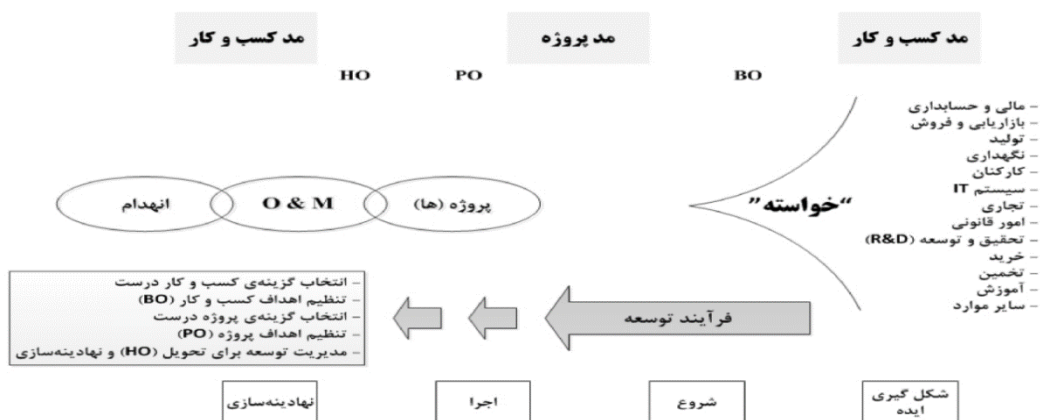 مد کسب و کار
مد پروژه
مد کسب و کار
BO
PO
HO
- مالی و حسابداری
- بازاریابی و فروش
- تولید
- نگهداری
- کارکنان
- سیستم IT
- تجاری
- امور قانونی
- تحقیق و توسعه (R&D)
- خرید
- تخمین
- آموزش
- سایر موارد
“خواسته”
پروژه (ها)
O & M
انهدام
فرآیند توسعه
- انتخاب گزینه‌ی کسب و کار درست
- تنظیم اهداف کسب و کار (BO)
- انتخاب گزینه‌ی پروژه درست
- تنظیم اهداف پروژه (PO)
- مدیریت توسعه برای تحویل (HO) و نهادینه‌سازی
شکل گیری
ایده
شروع
اجرا
نهادینه‌سازی